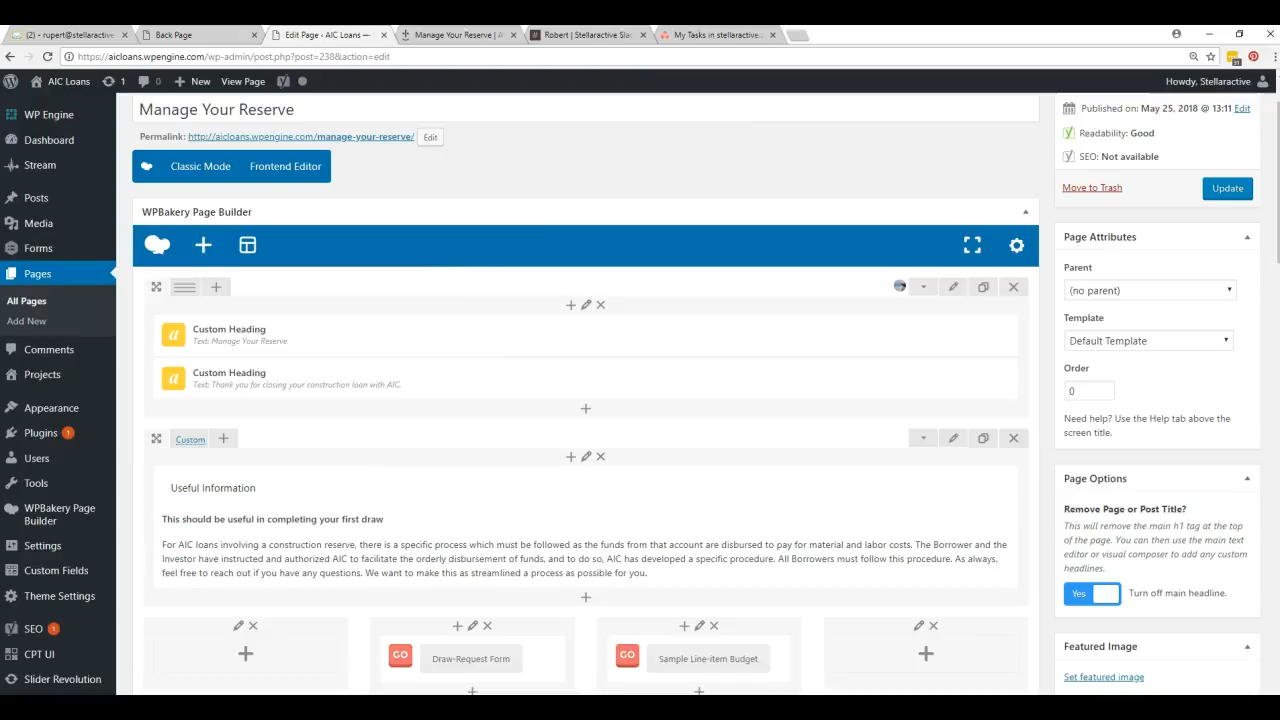 (2) - rupert@stellaractive
Back Page
Edit Page ‹ AIC Loans —
Manage Your Reserve | A
Robert | Stellaractive Slac
My Tasks in stellaractive.
https://aicloans.wpengine.com/wp-admin/post.php?post=238&action=edit
AIC Loans
1
0
New
View Page
Howdy, Stellaractive
WP Engine
Dashboard
Stream
Posts
Media
Forms
Pages
All Pages
Add New
Comments
Projects
Appearance
Plugins 1
Users
Tools
WPBakery Page
Builder
Settings
Custom Fields
Theme Settings
SEO 1
CPT UI
Slider Revolution
Manage Your Reserve
Permalink: http://aicloans.wpengine.com/manage-your-reserve/ Edit
Classic Mode
Frontend Editor
WPBakery Page Builder
a
Custom Heading
Text: Manage Your Reserve
a
Custom Heading
Text: Thank you for closing your construction loan with AIC.
Custom
Useful Information
This should be useful in completing your first draw
For AIC loans involving a construction reserve, there is a specific process which must be followed as the funds from that account are disbursed to pay for material and labor costs. The Borrower and the
Investor have instructed and authorized AIC to facilitate the orderly disbursement of funds, and to do so, AIC has developed a specific procedure. All Borrowers must follow this procedure. As always,
feel free to reach out if you have any questions. We want to make this as streamlined a process as possible for you.
GO
Draw-Request Form
GO
Sample Line-item Budget
Published on: May 25, 2018 @ 13:11 Edit
Readability: Good
SEO: Not available
Move to Trash
Update
Page Attributes
Parent
(no parent)
Template
Default Template
Order
0
Need help? Use the Help tab above the
screen title.
Page Options
Remove Page or Post Title?
This will remove the main h1 tag at the top
of the page. You can then use the main text
editor or visual composer to add any custom
headlines.
Yes
Turn off main headline.
Featured Image
Set featured image